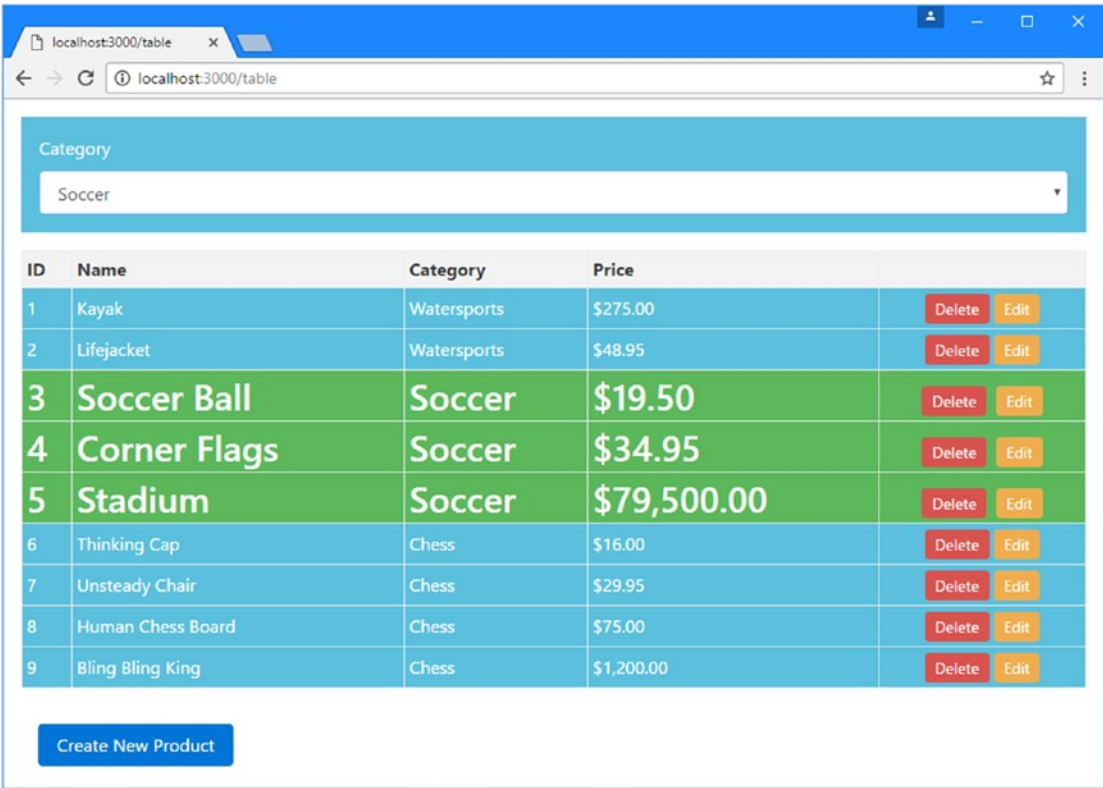 localhost:3000/table
localhost:3000/table
Category
Soccer
ID Name Category Price
1 Kayak Watersports $275.00 Delete Edit
2 Lifejacket Watersports $48.95 Delete Edit
3 Soccer Ball Soccer $19.50 Delete Edit
4 Corner Flags Soccer $34.95 Delete Edit
5 Stadium Soccer $79,500.00 Delete Edit
6 Thinking Cap Chess $16.00 Delete Edit
7 Unsteady Chair Chess $29.95 Delete Edit
8 Human Chess Board Chess $75.00 Delete Edit
9 Bling Bling King Chess $1,200.00 Delete Edit
Create New Product